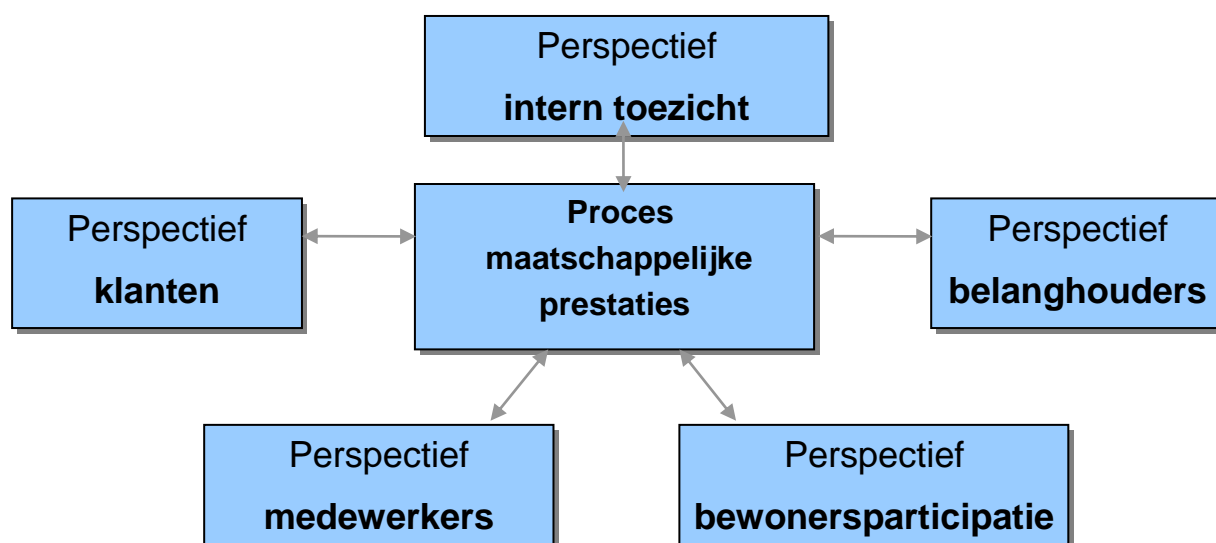 Perspectief
intern toezicht
Perspectief
klanten
Proces
maatschappelijke
prestaties
Perspectief
belanghouders
Perspectief
medewerkers
Perspectief
bewonersparticipatie